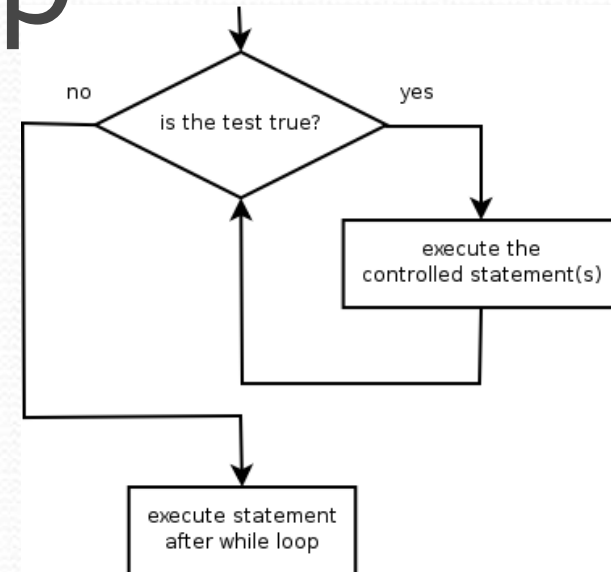 p
no
yes
is the test true?
execute the
controlled statement(s)
execute statement
after while loop